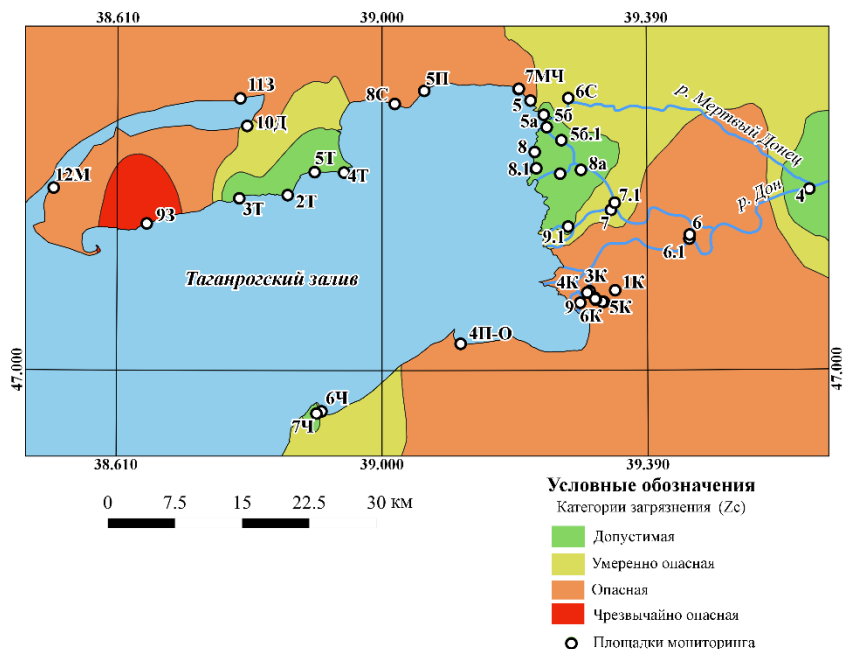 38.610
39.000
39.390
11З
5П
7МЧ
8С
5
6С
р. Мертвый Донец
10Д
5а
5б
5б.1
5Т
4Т
8
8.1
8а
12М
4
3Т
2Т
7.1
7
р. Дон
9З
9.1
6
6.1
Таганрогский залив
4К
3К
1К
9
6К
5К
4П-О
47.000
47.000
6Ч
7Ч
38.610
39.000
39.390
0 7.5 15 22.5 30 км
Условные обозначения
Категории загрязнения (Zc)
Допустимая
Умеренно опасная
Опасная
Чрезвычайно опасная
Площадки мониторинга